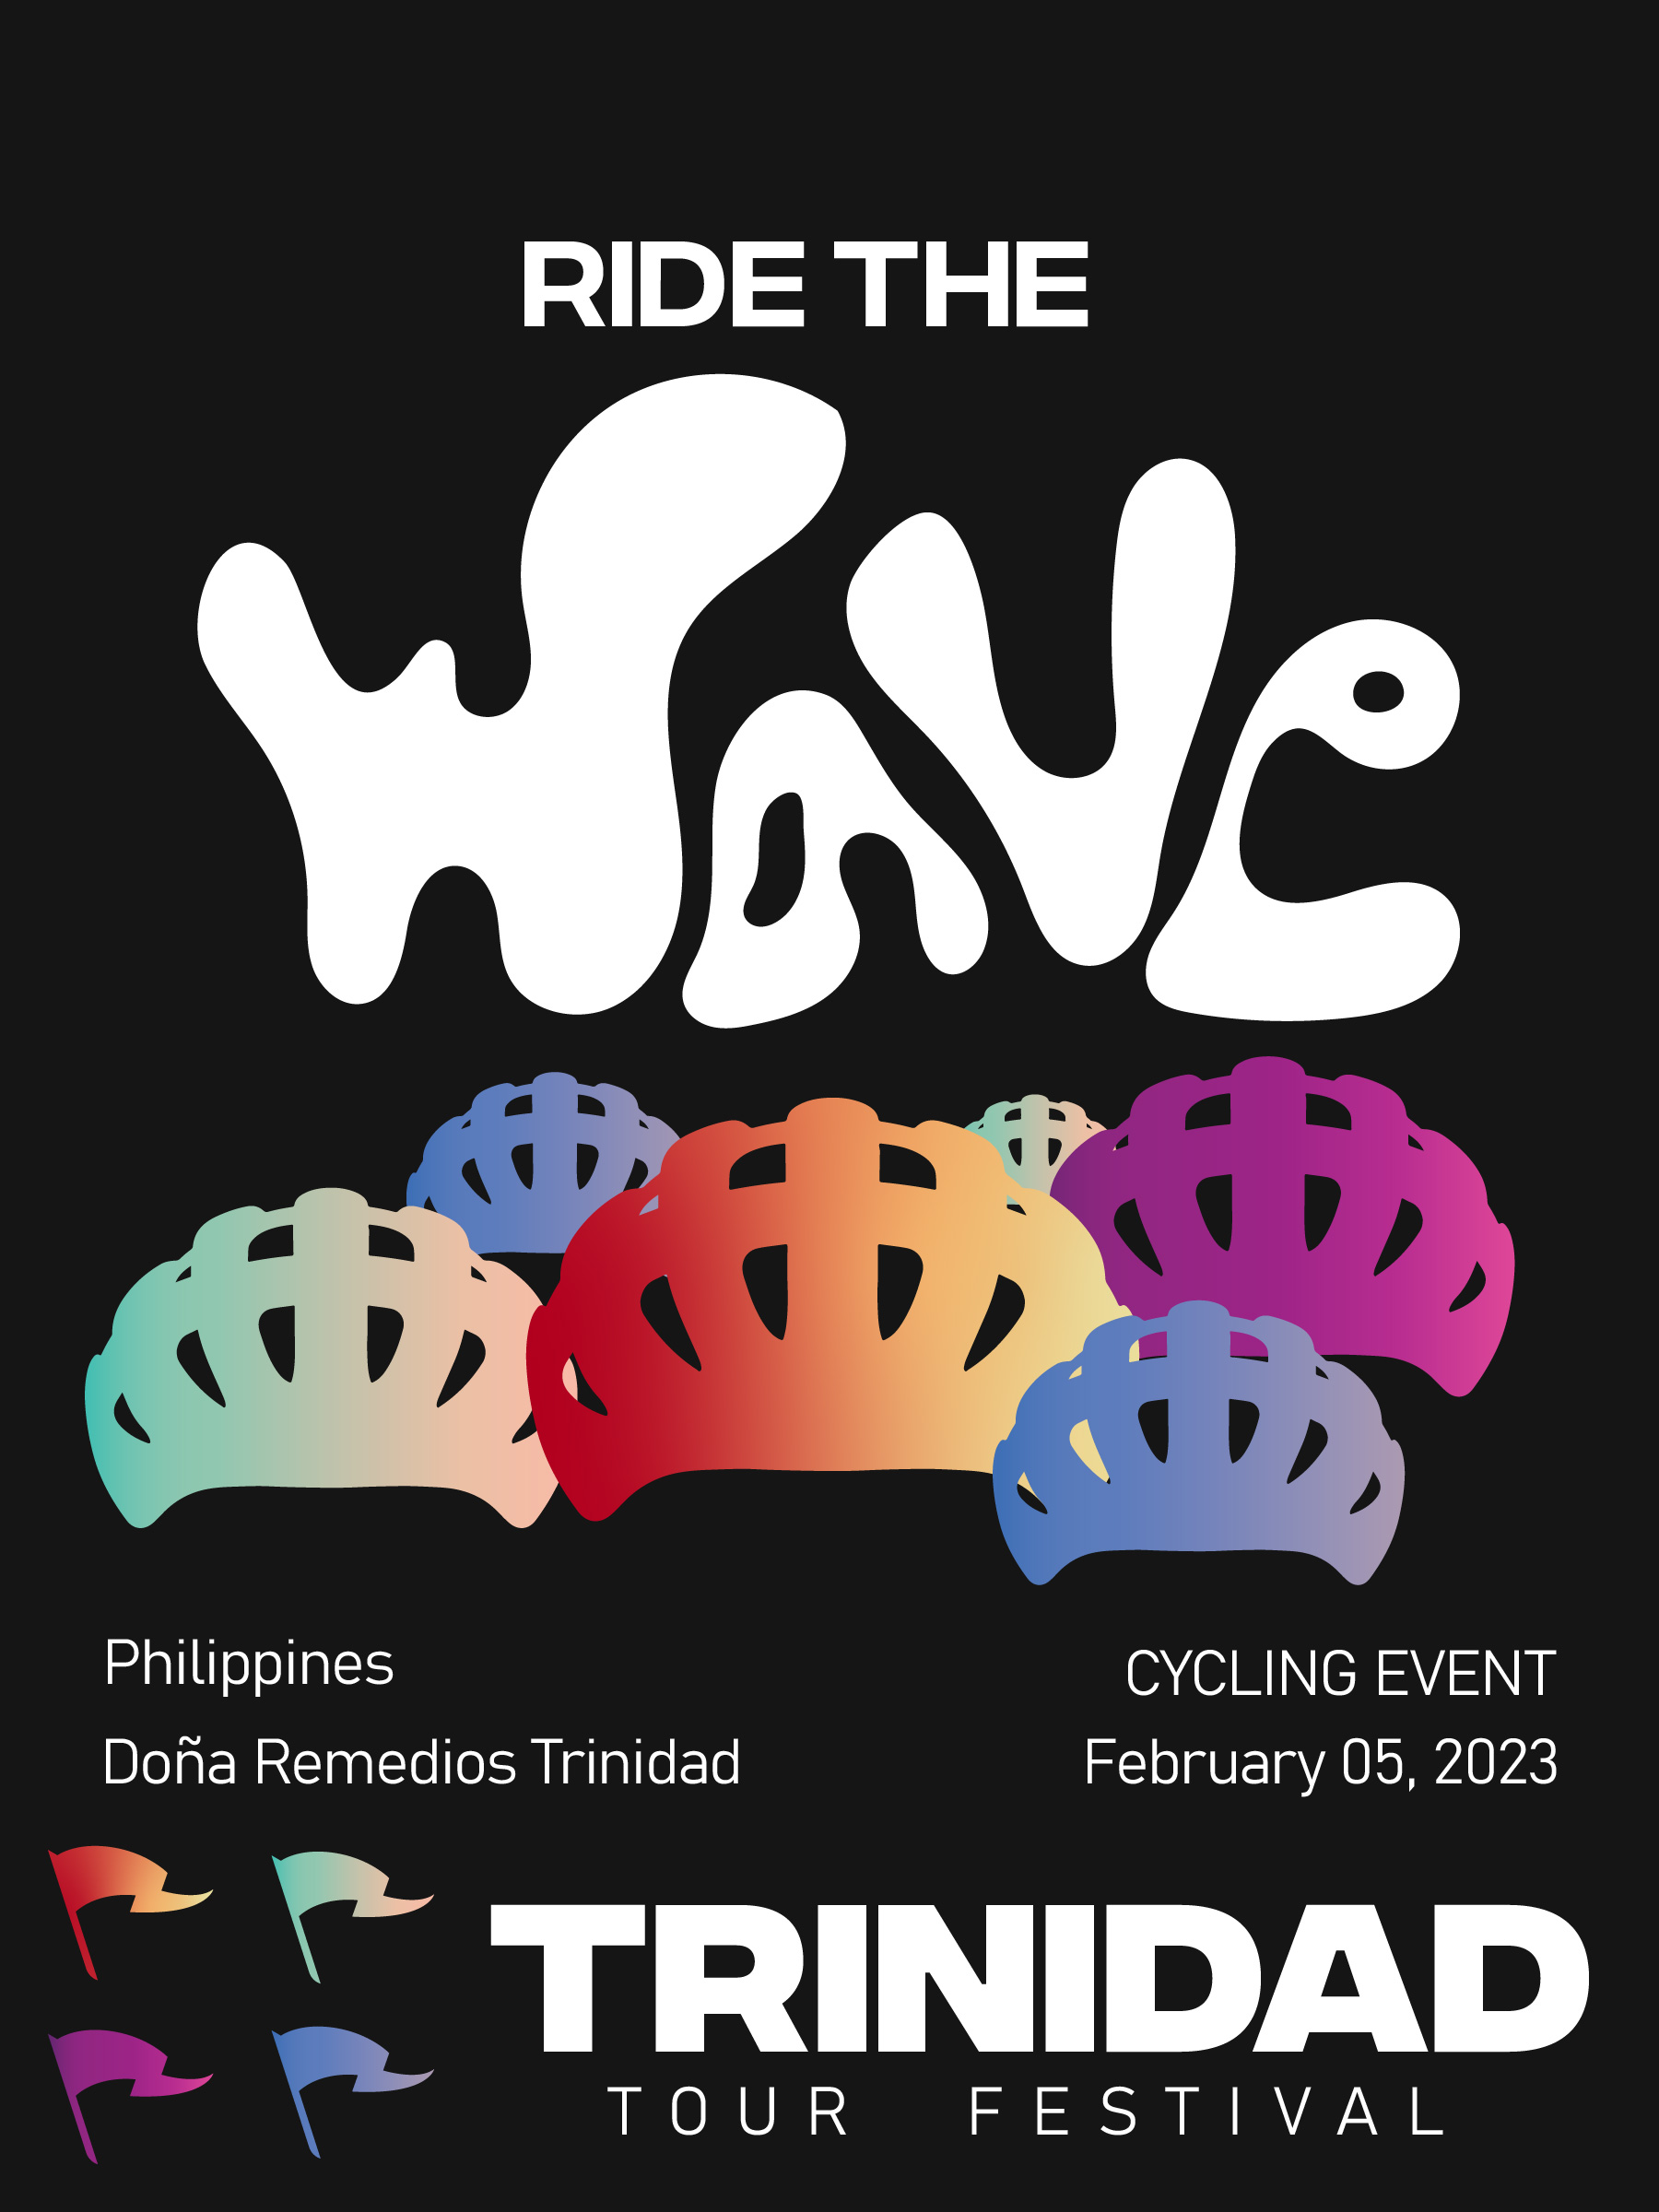 RIDE THE
WAVe
Philippines
CYCLING EVENT
Doña Remedios Trinidad
February 05, 2023
TRINIDAD
TOUR FESTIVAL